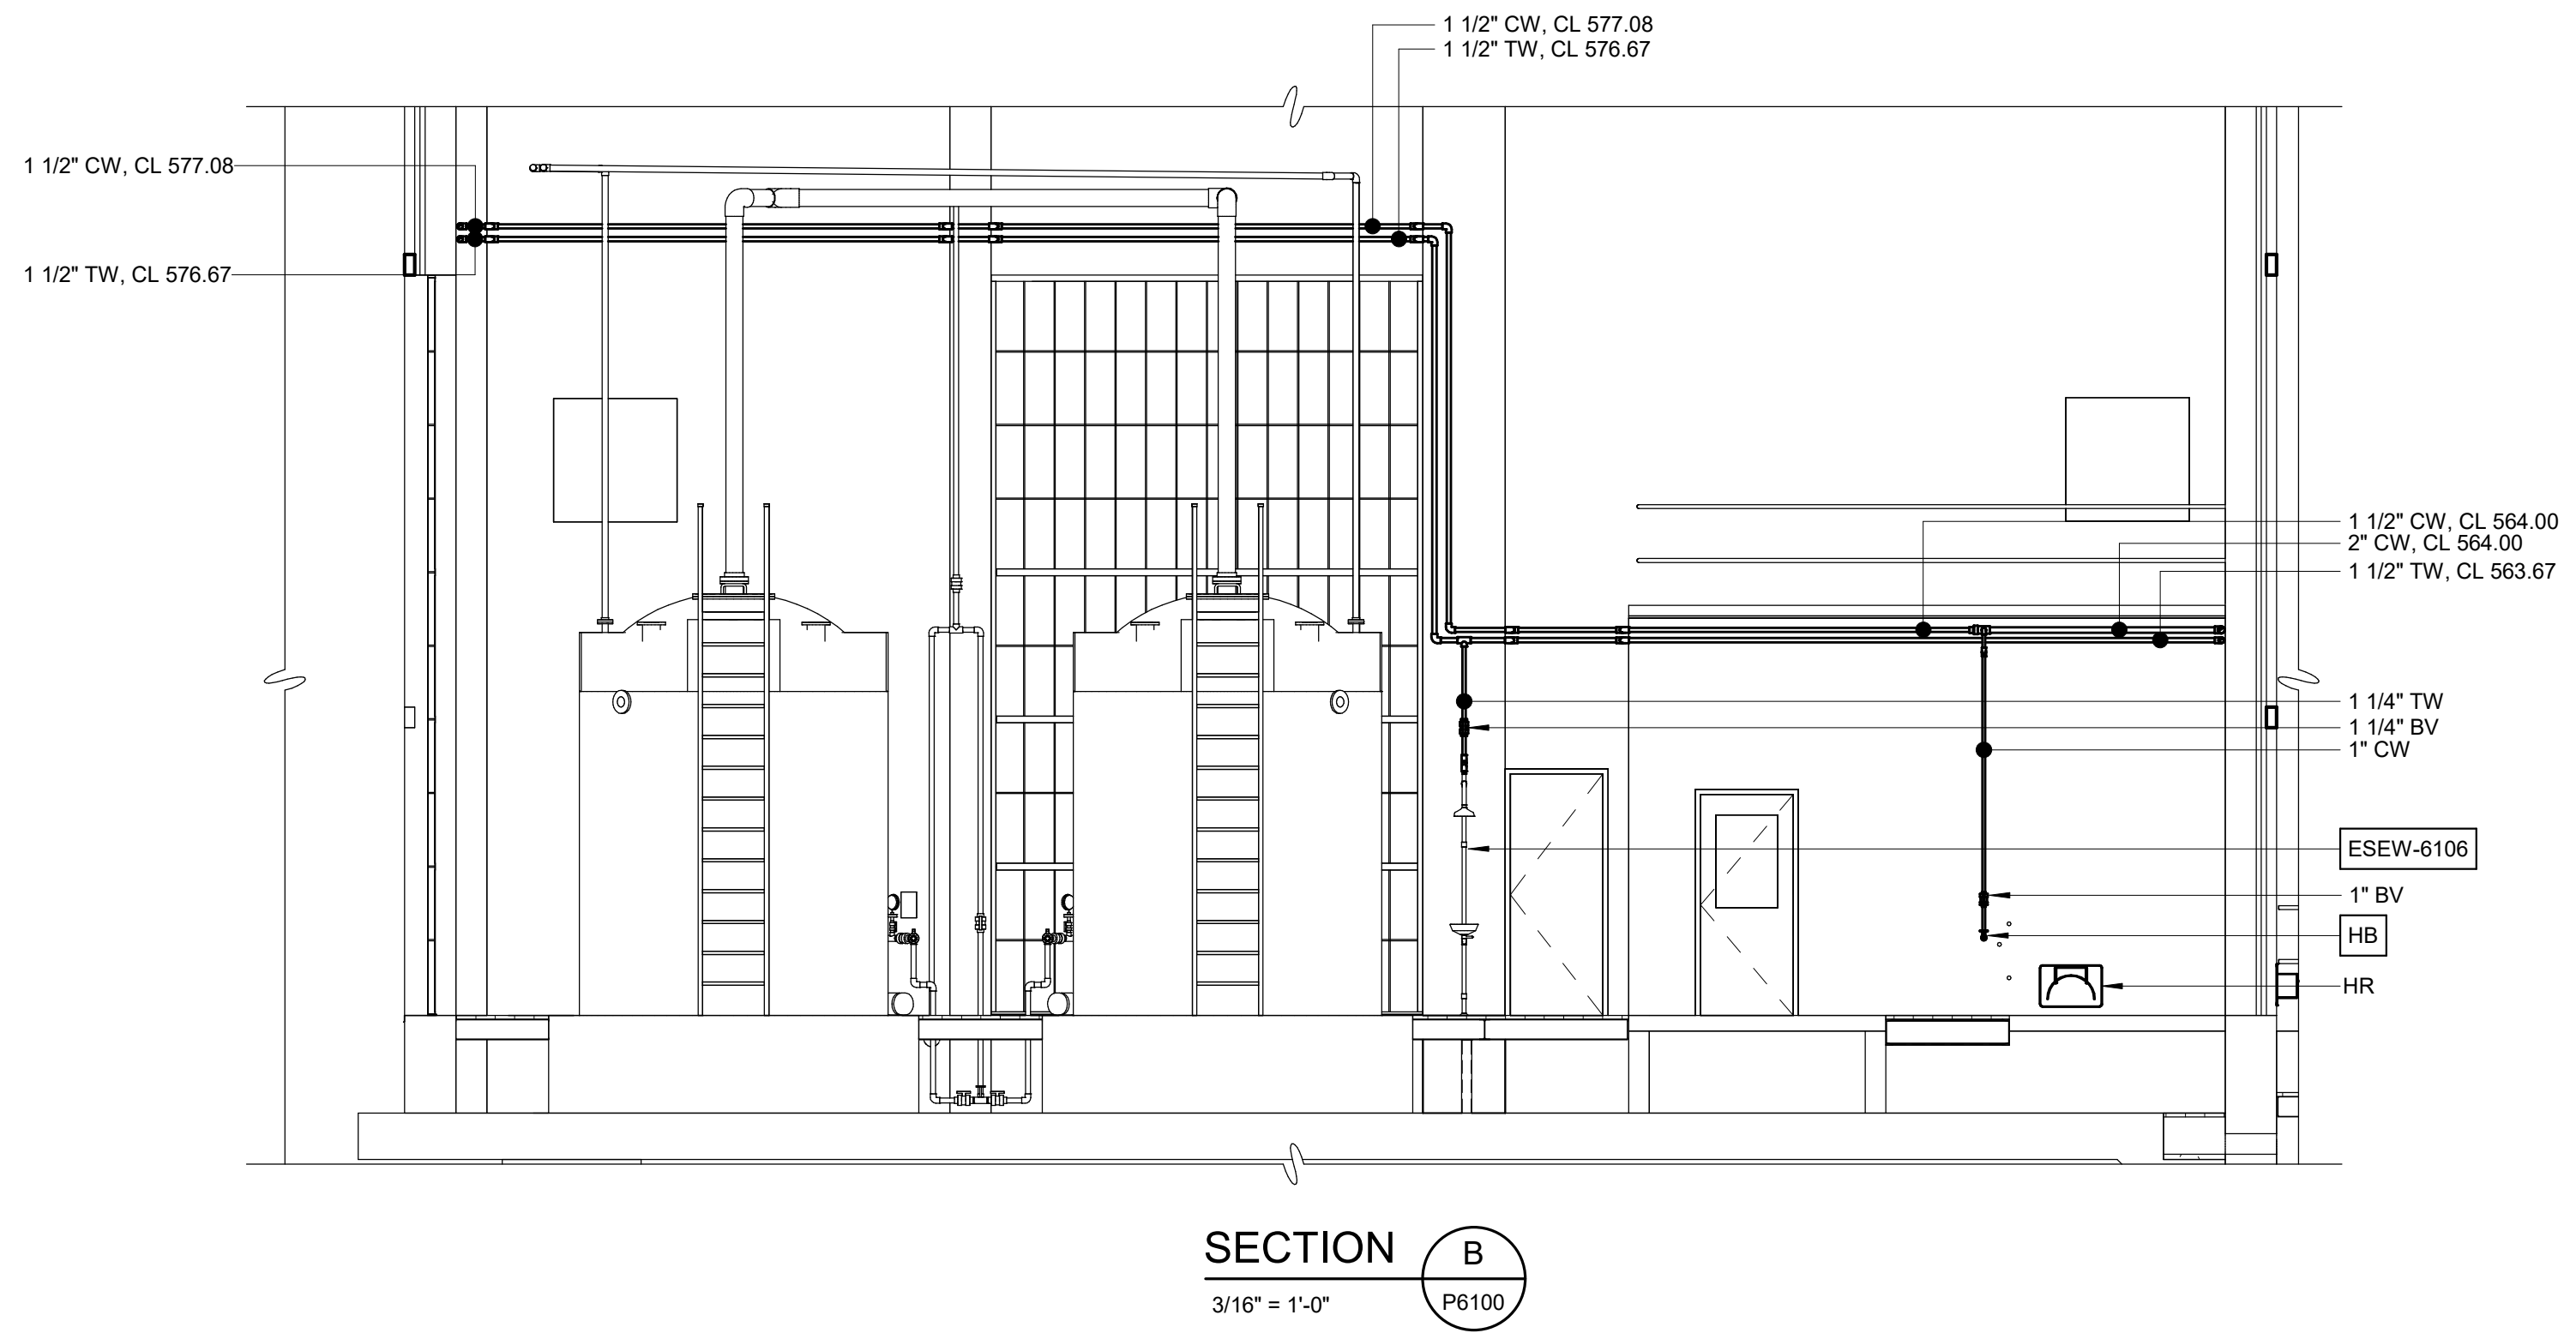 1 1/2" CW, CL 577.08
1 1/2" TW, CL 576.67
1 1/2" CW, CL 577.08
1 1/2" TW, CL 576.67
1 1/2" CW, CL 564.00
2" CW, CL 564.00
1 1/2" TW, CL 563.67
1 1/4" TW
1 1/4" BV
1" CW
ESEW-6106
1" BV
HB
HR
SECTION
B
3/16" = 1'-0"
P6100